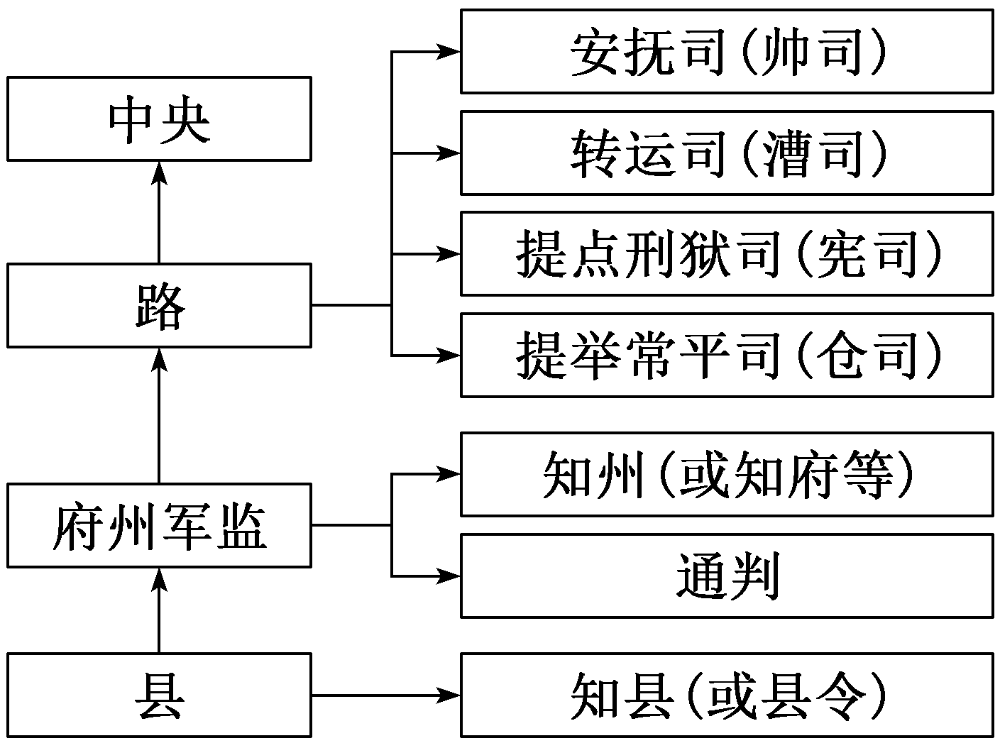 中央
路
府州军监
县
安抚司(帅司)
转运司(漕司)
提点刑狱司(宪司)
提举常平司(仓司)
知州(或知府等)
通判
知县(或县令)